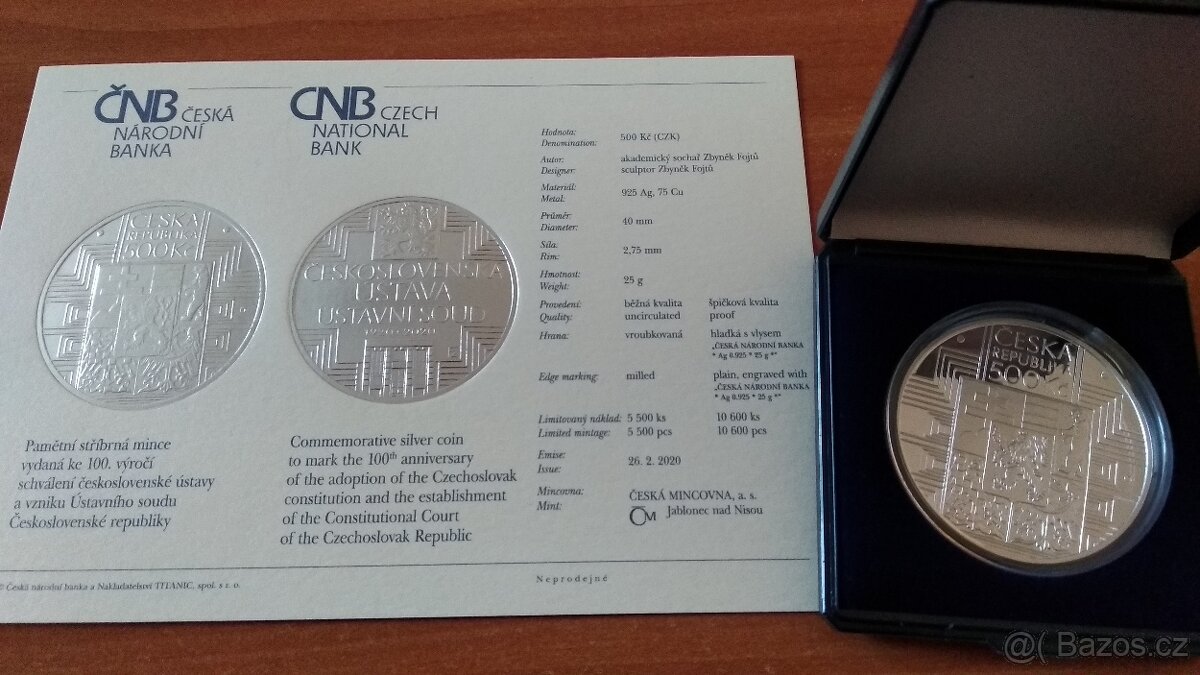 ČNB ČESKÁ
NÁRODNÍ
BANKA
CNB CZECH
NATIONAL
BANK
ČESKÁ
REPUBLIKA
500 Kč
ČESKOSLOVENSKÁ
ÚSTAVA
ÚSTAVNÍ SOUD
1920–2020
Pamětní stříbrná mince
vydaná ke 100. výročí
schválení československé ústavy
a vzniku Ústavního soudu
Československé republiky
Commemorative silver coin
to mark the 100th anniversary
of the adoption of the Czechoslovak
constitution and the establishment
of the Constitutional Court
of the Czechoslovak Republic
Hodnota: 500 Kč (CZK)
Denomination:
Autor: akademický sochař Zbyněk Fojtů
Designer: sculptor Zbyněk Fojtů
Materiál: 925 Ag, 75 Cu
Metal:
Průměr: 40 mm
Diameter:
Síla: 2,75 mm
Rim:
Hmotnost: 25 g
Weight:
Provedení: běžná kvalita špičková kvalita
Quality: uncirculated proof
Hrana: vroubkovaná hladká s vlysem
„ČESKÁ NÁRODNÍ BANKA
* Ag 0.925 * 25 g *“
Edge marking: milled plain, engraved with
„ČESKÁ NÁRODNÍ BANKA
* Ag 0.925 * 25 g *“
Limitovaný náklad: 5 500 ks 10 600 ks
Limited mintage: 5 500 pcs 10 600 pcs
Emise: 26. 2. 2020
Issue:
Mincovna: ČESKÁ MINCOVNA, a. s.
Mint: ČM Jablonec nad Nisou
© Česká národní banka a Nakladatelství TITANIC, spol. s r. o.
Neprodejné
ČESKÁ
REPUBLIKA
500 Kč
@( Bazos.cz